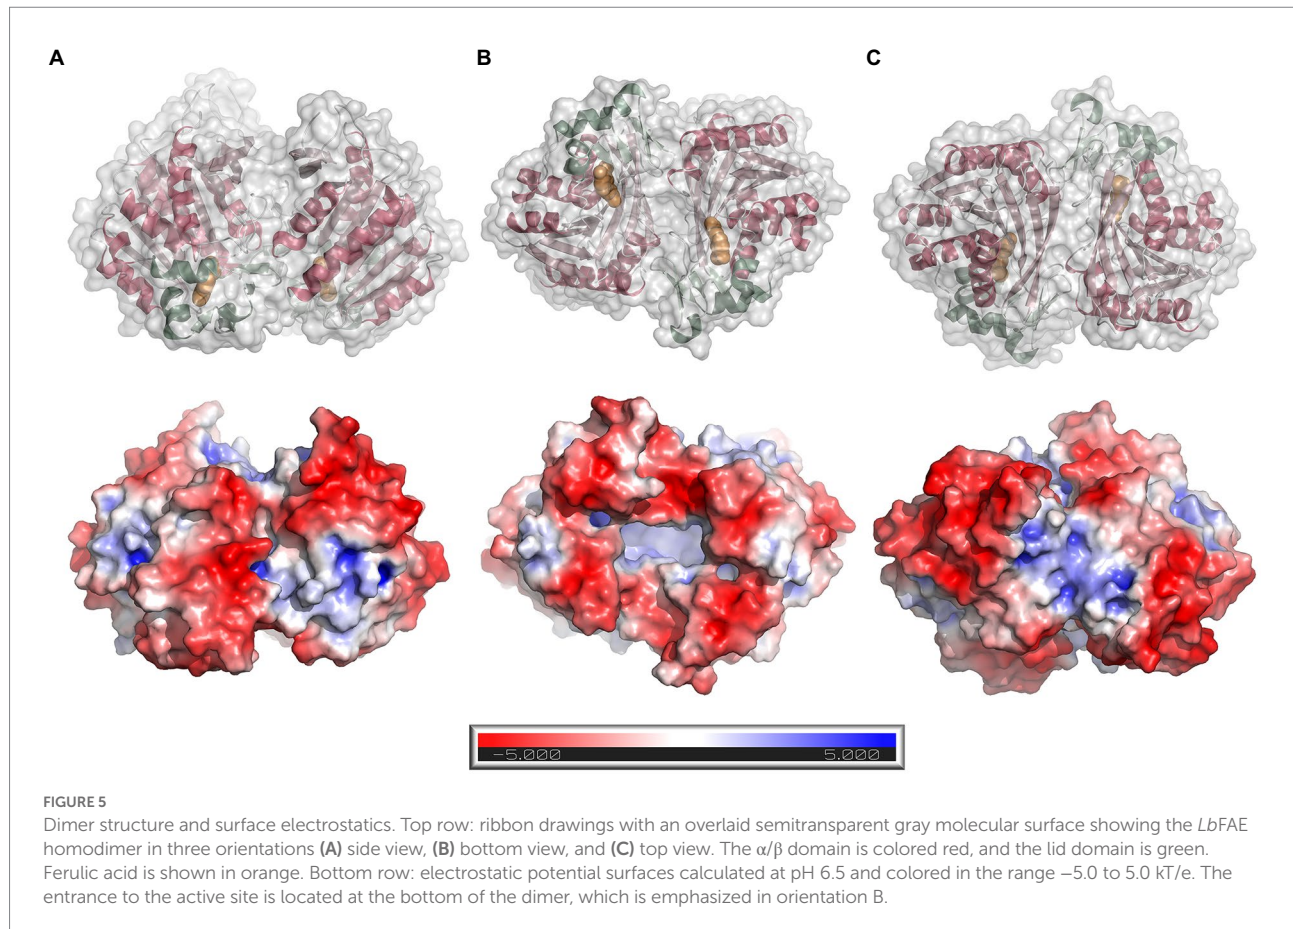 A
B
C
−5.000
5.000
FIGURE 5
Dimer structure and surface electrostatics. Top row: ribbon drawings with an overlaid semitransparent gray molecular surface showing the LbFAE
homodimer in three orientations (A) side view, (B) bottom view, and (C) top view. The α/β domain is colored red, and the lid domain is green.
Ferulic acid is shown in orange. Bottom row: electrostatic potential surfaces calculated at pH 6.5 and colored in the range −5.0 to 5.0 kT/e. The
entrance to the active site is located at the bottom of the dimer, which is emphasized in orientation B.